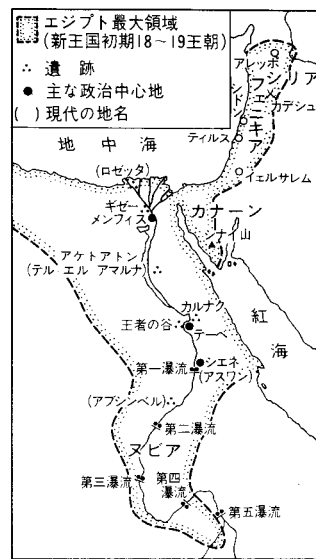 エジプト最大領域
(新王国初期18〜19王朝)
遺跡
主な政治中心地
( )現代の地名
アレッポ
シリア
フェニキア
シドン
カデシュ
ティルス
地中海
イェルサレム
(ロゼッタ)
カナーン
ギゼー
メンフィス
シナイ山
アケトアトン
(テル エル アマルナ)
カルナク
王者の谷
テーベ
紅海
シエネ
(アスワン)
第一瀑流
(アブシンベル)
第二瀑流
ヌビア
第三瀑流
第四
瀑流
第五瀑流